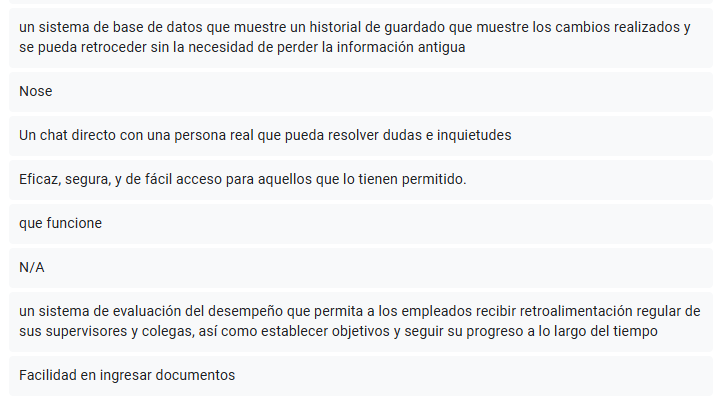 un sistema de base de datos que muestre un historial de guardado que muestre los cambios realizados y
se pueda retroceder sin la necesidad de perder la información antigua
Nose
Un chat directo con una persona real que pueda resolver dudas e inquietudes
Eficaz, segura, y de fácil acceso para aquellos que lo tienen permitido.
que funcione
N/A
un sistema de evaluación del desempeño que permita a los empleados recibir retroalimentación regular de
sus supervisores y colegas, así como establecer objetivos y seguir su progreso a lo largo del tiempo
Facilidad en ingresar documentos